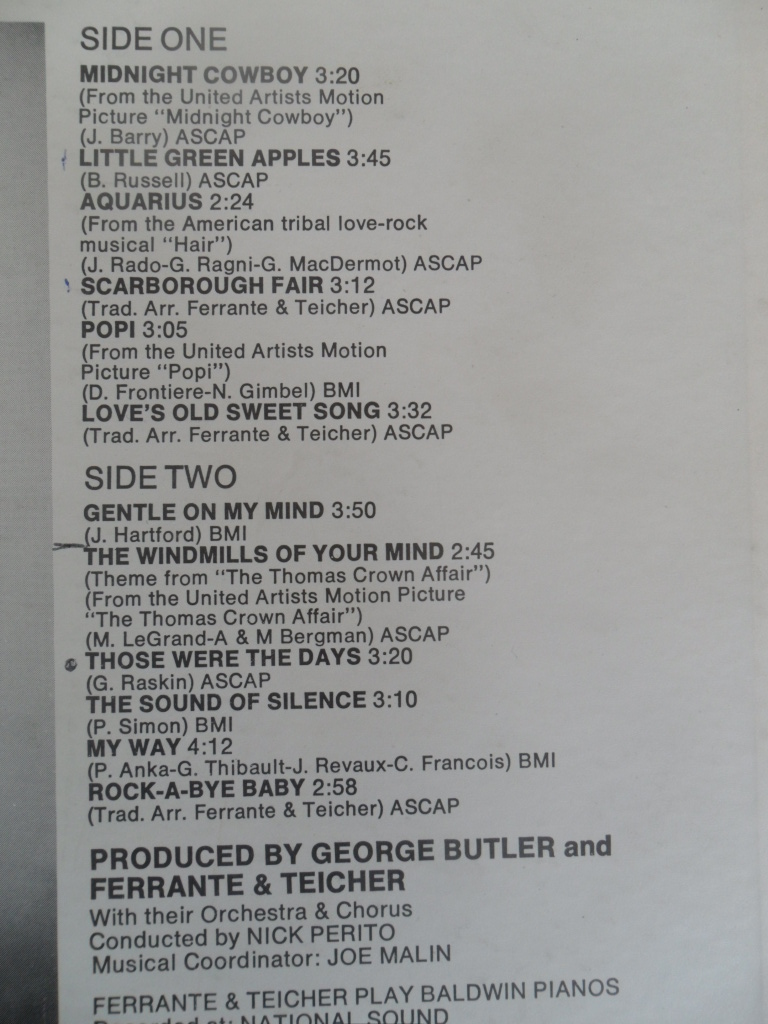 SIDE ONE
MIDNIGHT COWBOY 3:20
(From the United Artists Motion
Picture "Midnight Cowboy")
(J. Barry) ASCAP
LITTLE GREEN APPLES 3:45
(B. Russell) ASCAP
AQUARIUS 2:24
(From the American tribal love-rock
musical "Hair")
(J. Rado-G. Ragni-G. MacDermot) ASCAP
SCARBOROUGH FAIR 3:12
(Trad. Arr. Ferrante & Teicher) ASCAP
POPI 3:05
(From the United Artists Motion
Picture "Popi")
(D. Frontiere-N. Gimbel) BMI
LOVE'S OLD SWEET SONG 3:32
(Trad. Arr. Ferrante & Teicher) ASCAP
SIDE TWO
GENTLE ON MY MIND 3:50
(J. Hartford) BMI
THE WINDMILLS OF YOUR MIND 2:45
(Theme from "The Thomas Crown Affair")
(From the United Artists Motion Picture
"The Thomas Crown Affair")
(M. LeGrand-A & M Bergman) ASCAP
THOSE WERE THE DAYS 3:20
(G. Raskin) ASCAP
THE SOUND OF SILENCE 3:10
(P. Simon) BMI
MY WAY 4:12
(P. Anka-G. Thibault-J. Revaux-C. Francois) BMI
ROCK-A-BYE BABY 2:58
(Trad. Arr. Ferrante & Teicher) ASCAP
PRODUCED BY GEORGE BUTLER and
FERRANTE & TEICHER
With their Orchestra & Chorus
Conducted by NICK PERITO
Musical Coordinator: JOE MALIN
FERRANTE & TEICHER PLAY BALDWIN PIANOS
Recorded at: NATIONAL SOUND